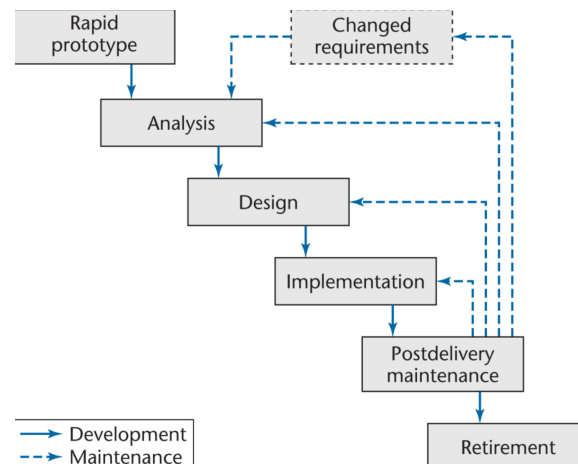 Rapid
prototype
Changed
requirements
Analysis
Design
Implementation
Postdelivery
maintenance
Development
Maintenance
Retirement